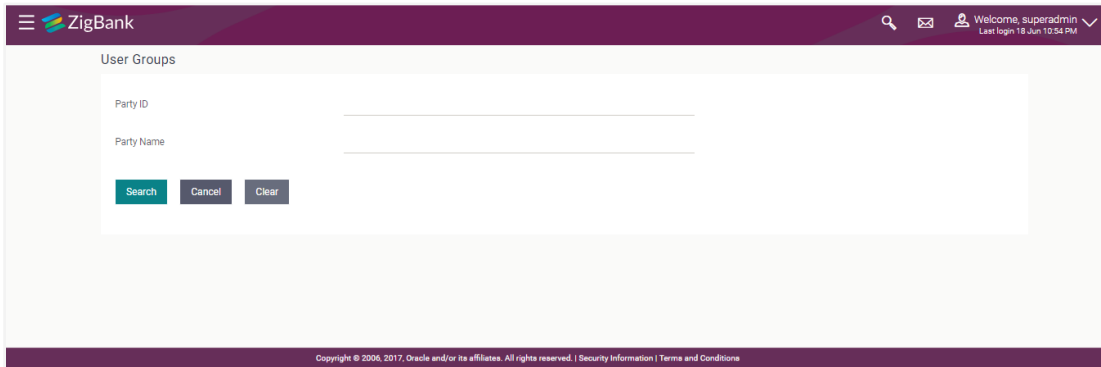 ZigBank
Welcome, superadmin
Last login 18 Jun 10:54 PM
User Groups
Party ID
Party Name
Search Cancel Clear
Copyright © 2006, 2017, Oracle and/or its affiliates. All rights reserved. | Security Information | Terms and Conditions